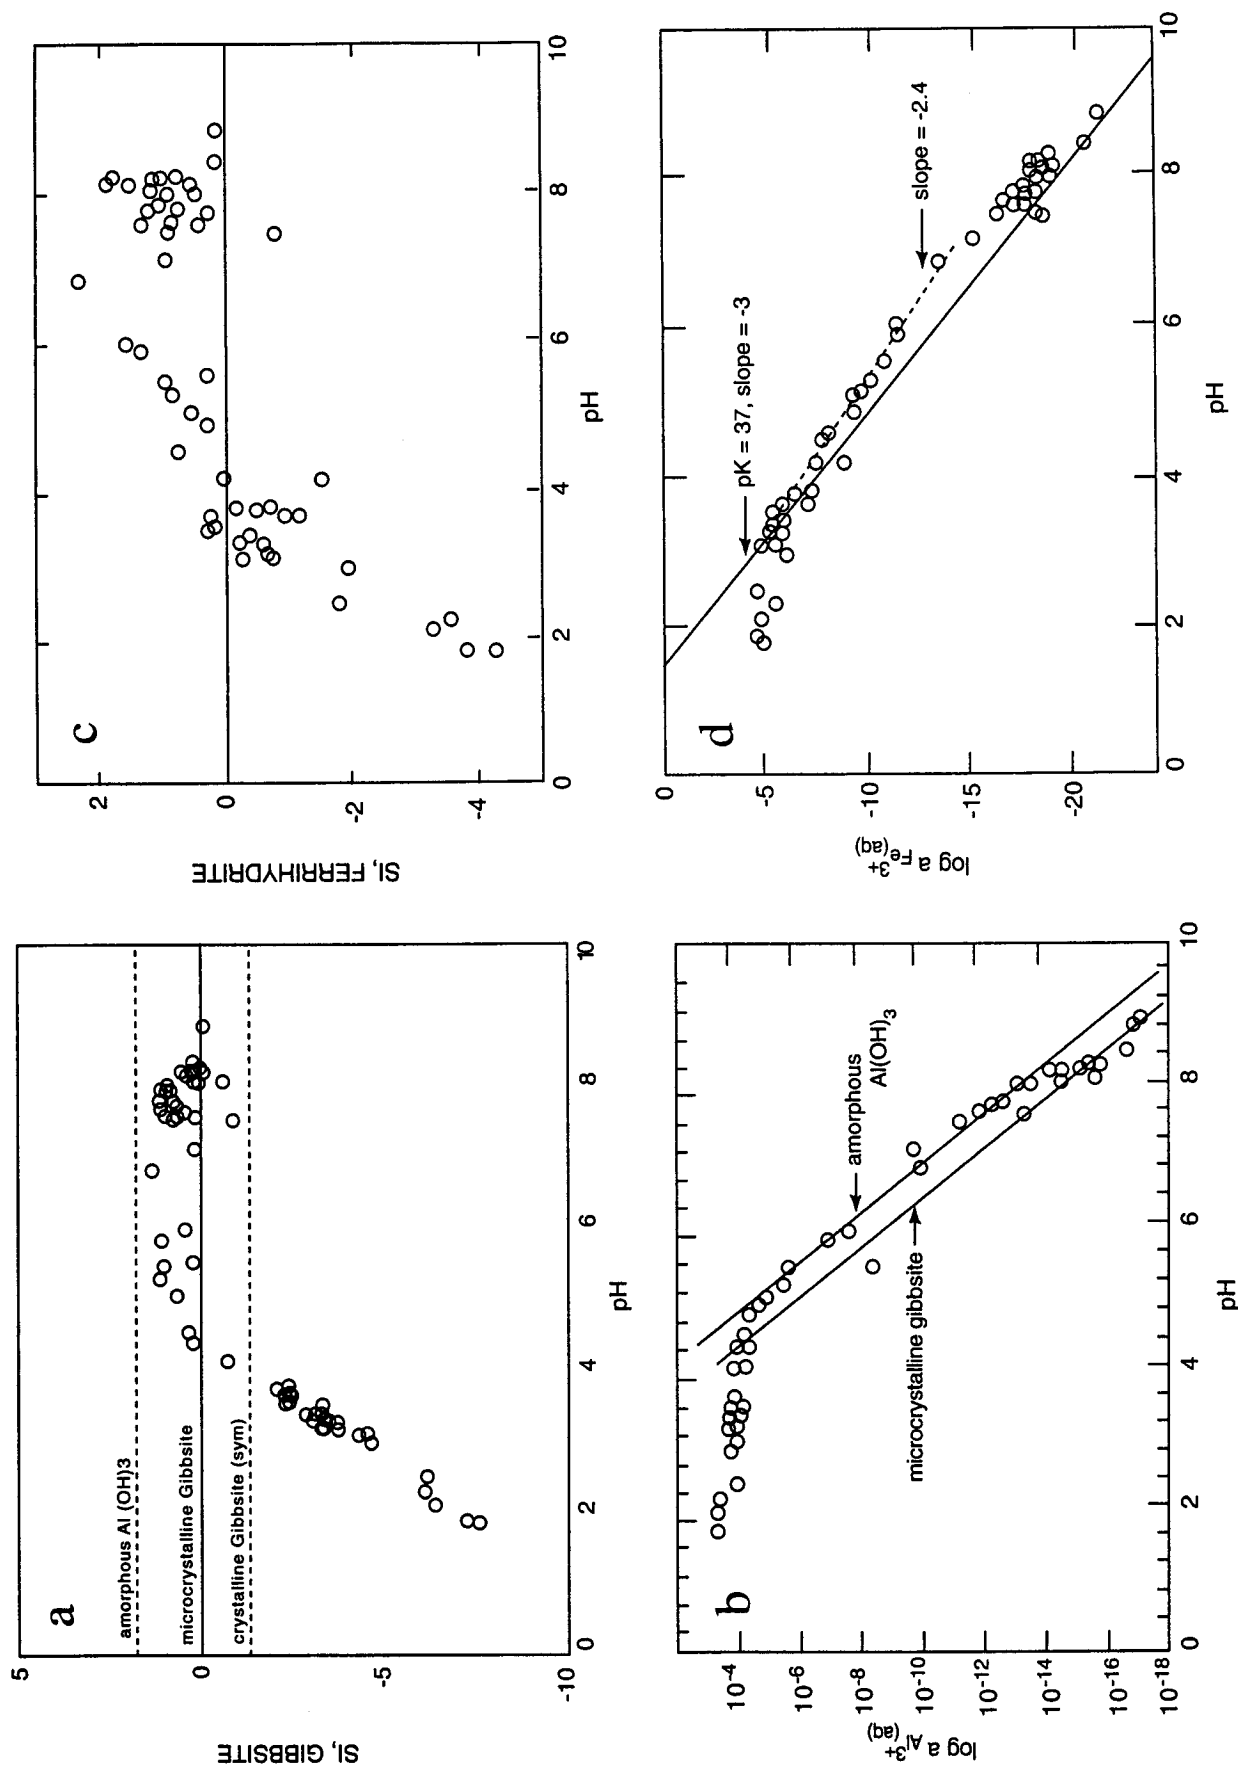 a
5
0
-5
-10
SI, GIBBSITE
amorphous Al (OH)3
microcrystalline Gibbsite
crystalline Gibbsite (sym)
0
2
4
6
8
10
pH
c
2
0
-2
-4
SI, FERRIHYDRITE
0
2
4
6
8
10
pH
b
10-4
10-6
10-8
10-10
10-12
10-14
10-16
10-18
log a Al3+(aq)
amorphous
Al(OH)3
microcrystalline gibbsite
0
2
4
6
8
10
pH
d
0
-5
-10
-15
-20
log a Fe3+(aq)
pK = 37, slope = -3
slope = -2.4
0
2
4
6
8
10
pH